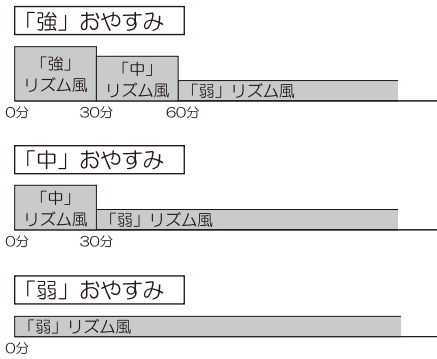 「強」おやすみ
「強」
リズム風
「中」
リズム風
「弱」リズム風
0分 30分 60分
「中」おやすみ
「中」
リズム風
「弱」リズム風
0分 30分
「弱」おやすみ
「弱」リズム風
0分